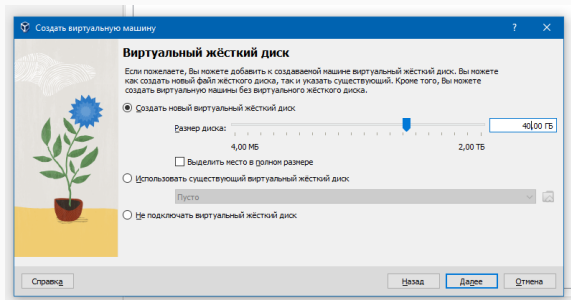 Создать виртуальную машину
Виртуальный жёсткий диск
Если пожелаете, Вы можете добавить к создаваемой машине виртуальный жёсткий диск. Вы можете
как создать новый файл жёсткого диска, так и указать существующий. Кроме того, Вы можете
создать виртуальную машину без виртуального жёсткого диска.
Создать новый виртуальный жёсткий диск
Размер диска:
40,00 ГБ
4,00 МБ 2,00 ТБ
Выделить место в полном размере
Использовать существующий виртуальный жёсткий диск
Пусто
Не подключать виртуальный жёсткий диск
Справка Назад Далее Отмена